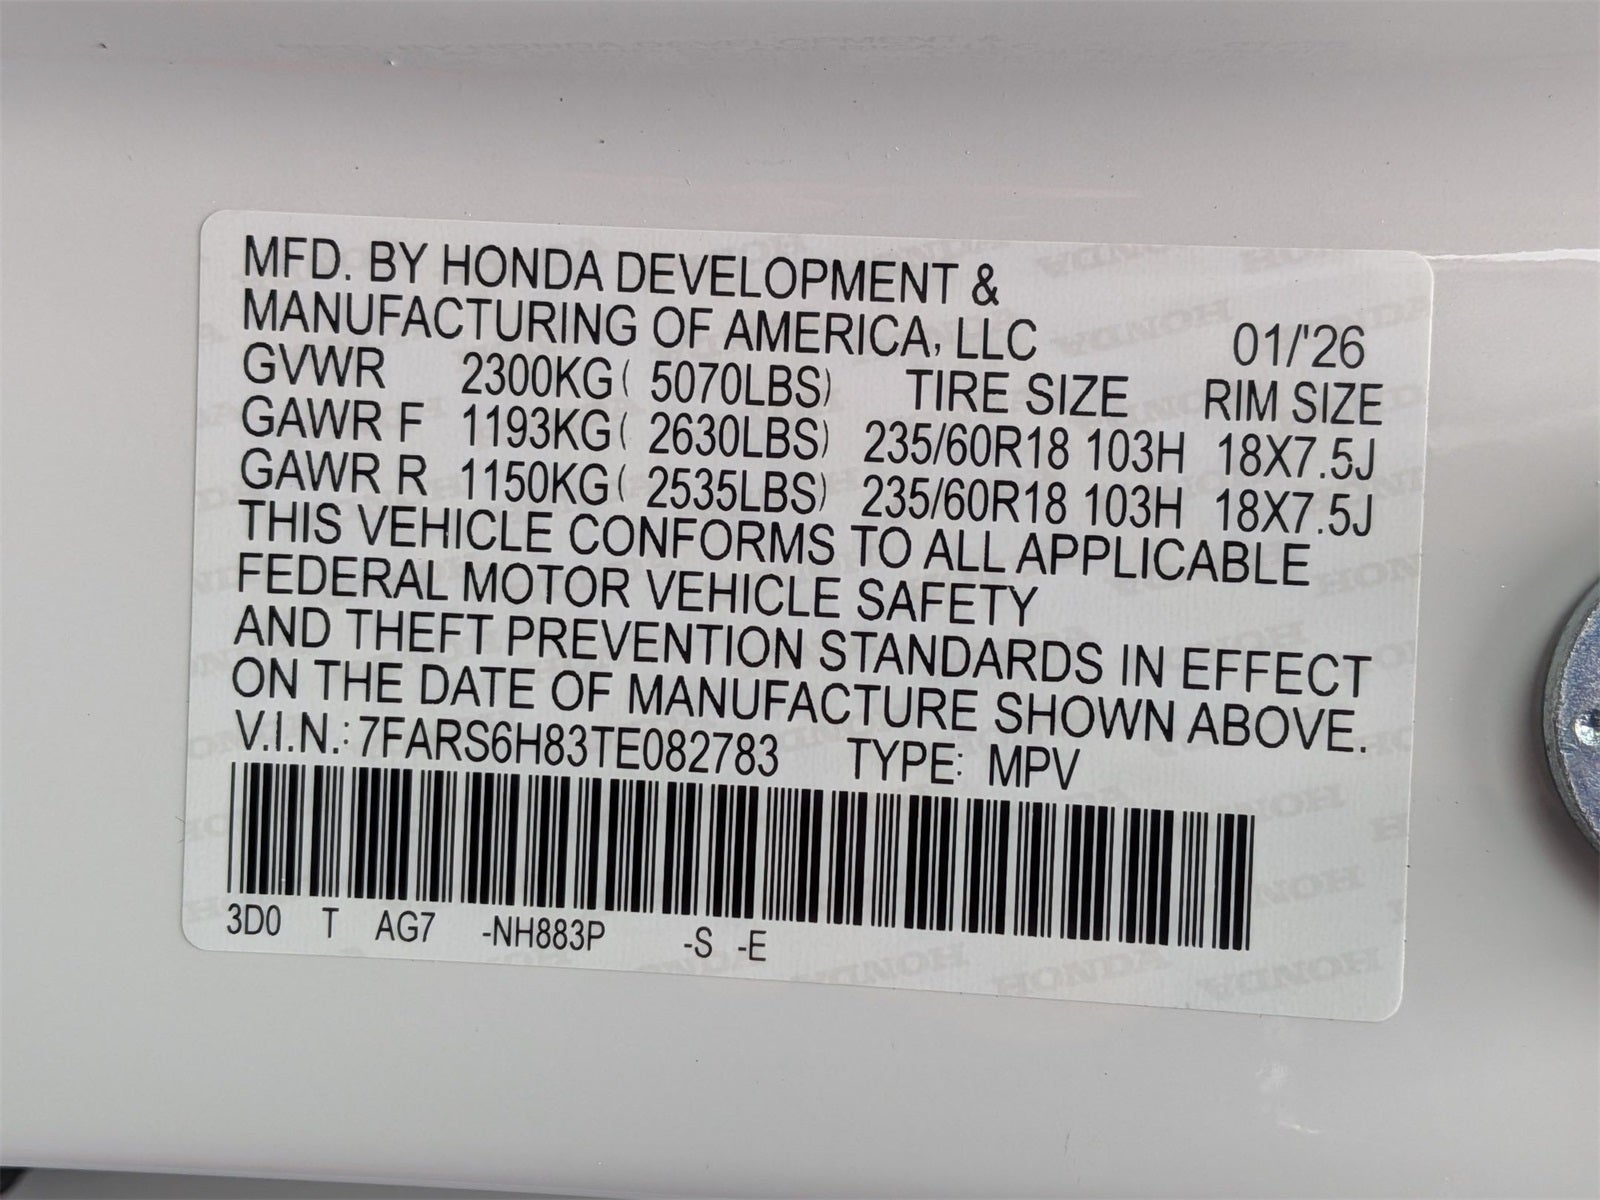 MFD. BY HONDA DEVELOPMENT &
MANUFACTURING OF AMERICA, LLC 01/'26
GVWR 2300KG( 5070LBS) TIRE SIZE RIM SIZE
GAWR F 1193KG( 2630LBS) 235/60R18 103H 18X7.5J
GAWR R 1150KG( 2535LBS) 235/60R18 103H 18X7.5J
THIS VEHICLE CONFORMS TO ALL APPLICABLE
FEDERAL MOTOR VEHICLE SAFETY
AND THEFT PREVENTION STANDARDS IN EFFECT
ON THE DATE OF MANUFACTURE SHOWN ABOVE.
V.I.N.: 7FARS6H83TE082783 TYPE: MPV
3D0 T AG7 -NH883P -S -E